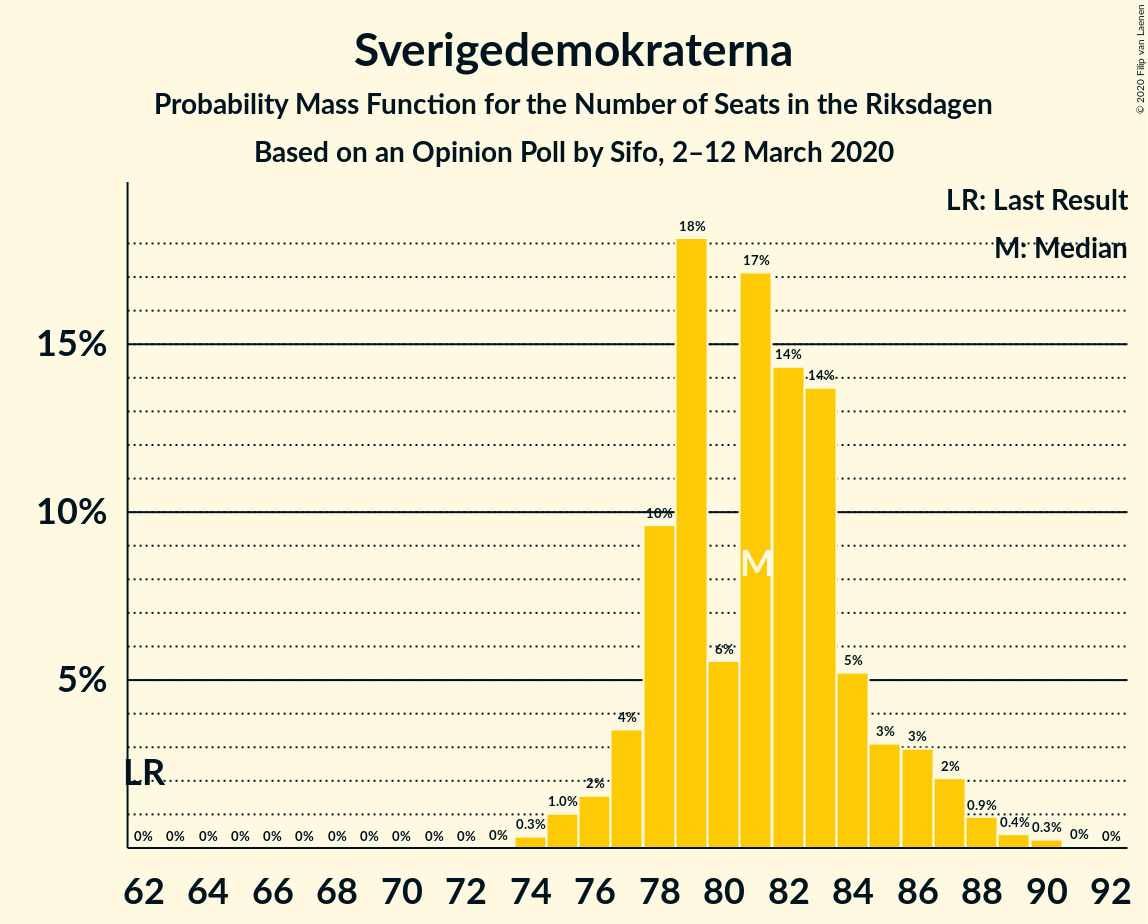 Sverigedemokraterna
Probability Mass Function for the Number of Seats in the Riksdagen
Based on an Opinion Poll by Sifo, 2–12 March 2020
© 2020 Filip van Laenen
LR: Last Result
M: Median
15%
10%
5%
LR
M
0% 0% 0% 0% 0% 0% 0% 0% 0% 0% 0% 0% 0.3% 1.0% 2% 4% 10% 18% 6% 17% 14% 14% 5% 3% 3% 2% 0.9% 0.4% 0.3% 0% 0%
62 64 66 68 70 72 74 76 78 80 82 84 86 88 90 92